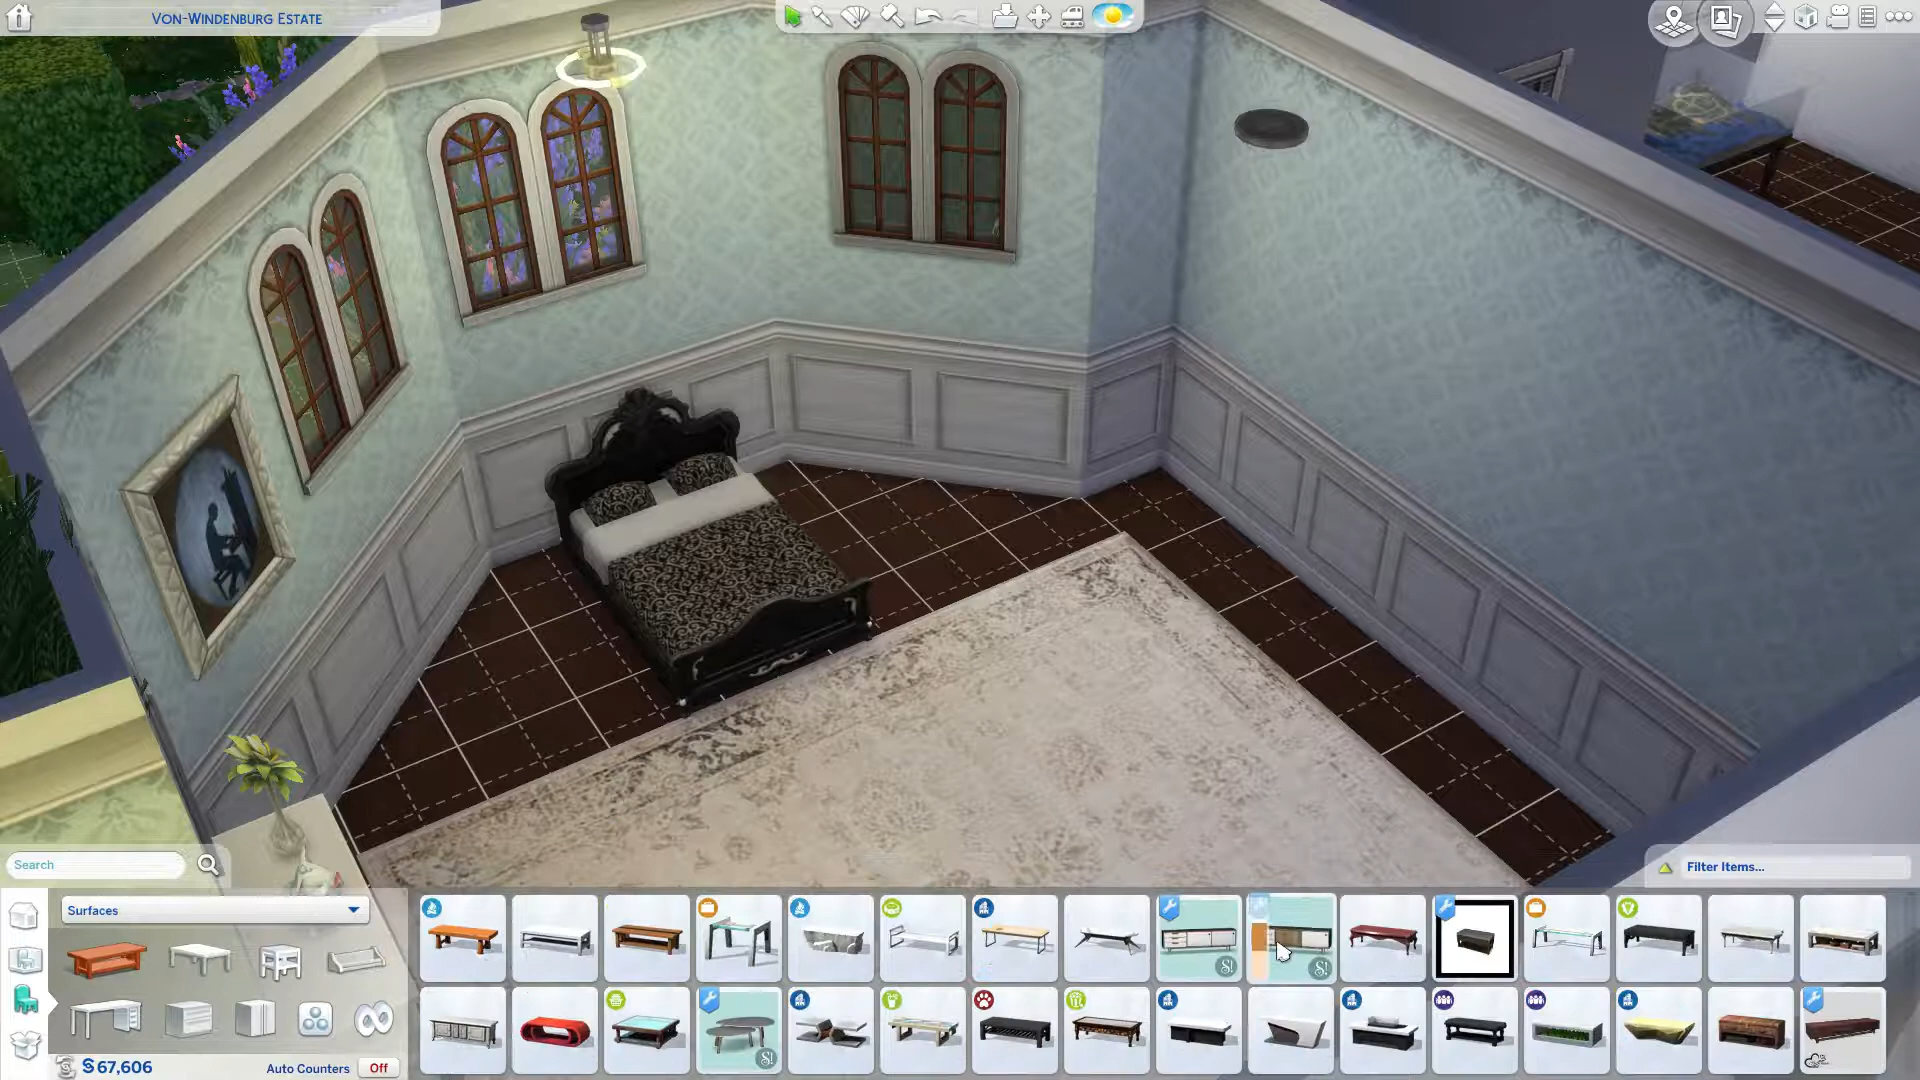 Von-Windenburg Estate
Search
Filter Items...
Surfaces
S!
S!
S!
§67,606
Auto Counters
Off